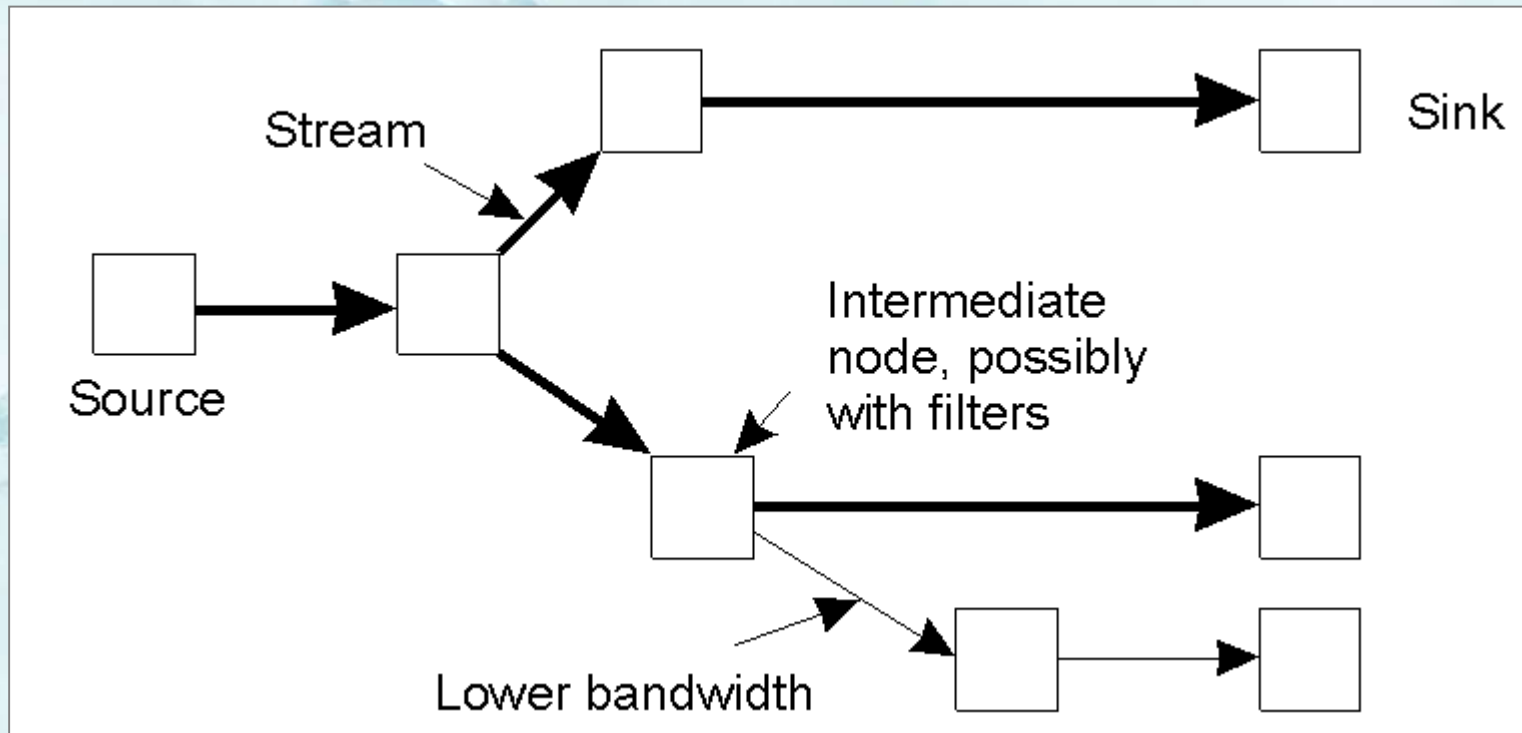 Stream
Sink
Source
Intermediate
node, possibly
with filters
Lower bandwidth